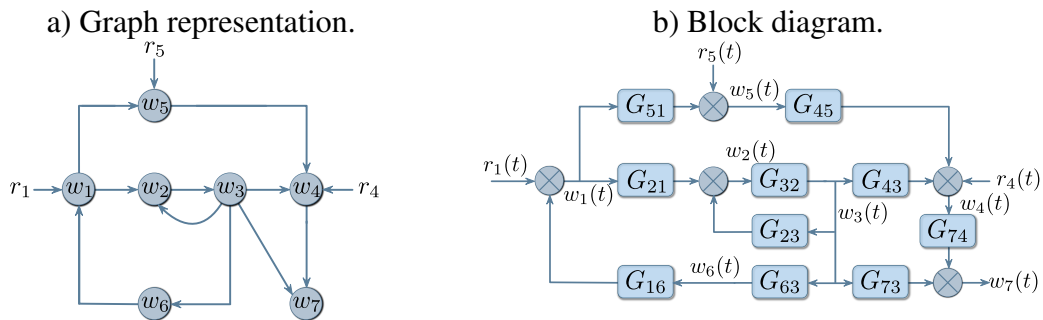 a) Graph representation.
r₅
w₅
r₁ w₁ w₂ w₃ w₄ r₄
w₆ w₇
b) Block diagram.
r₅(t)
G₅₁ w₅(t) G₄₅
r₁(t) w₁(t) G₂₁ w₂(t) G₃₂ G₄₃ r₄(t)
G₂₃ w₃(t) w₄(t) G₇₄
G₁₆ w₆(t) G₆₃ G₇₃ w₇(t)